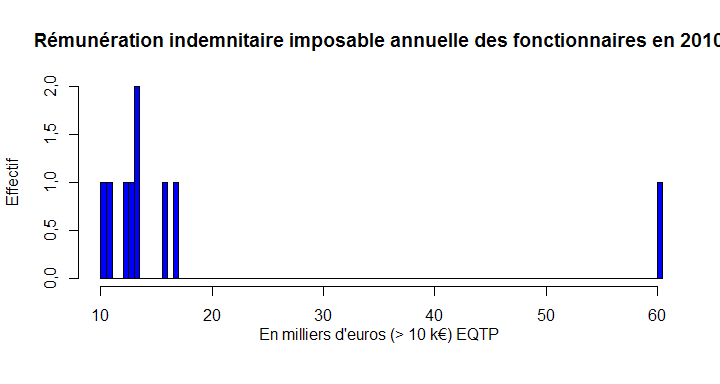 Rémunération indemnitaire imposable annuelle des fonctionnaires en 2010
Effectif
2,0
1,5
1,0
0,5
0,0
10 20 30 40 50 60
En milliers d'euros (> 10 k€) EQTP